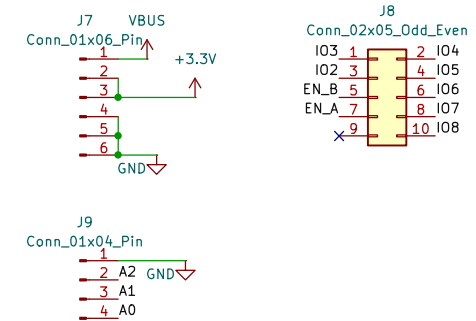 J7
VBUS
Conn_01x06_Pin
1
+3.3V
2
3
4
5
6
GND
J8
Conn_02x05_Odd_Even
IO3 1 2 IO4
IO2 3 4 IO5
EN_B 5 6 IO6
EN_A 7 8 IO7
9 10 IO8
J9
Conn_01x04_Pin
1
2 A2 GND
3 A1
4 A0